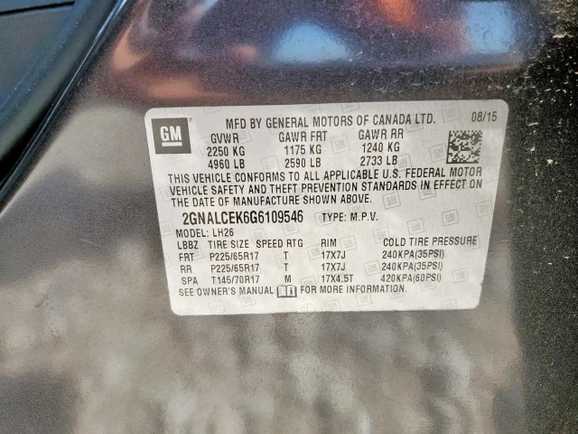 MFD BY GENERAL MOTORS OF CANADA LTD. 08/15
GM
GVWR GAWR FRT GAWR RR
2250 KG 1175 KG 1240 KG
4960 LB 2590 LB 2733 LB
THIS VEHICLE CONFORMS TO ALL APPLICABLE U.S. FEDERAL MOTOR
VEHICLE SAFETY AND THEFT PREVENTION STANDARDS IN EFFECT ON
THE DATE OF MANUFACTURE SHOWN ABOVE.
2GNALCEK6G6109546 TYPE: M.P.V.
MODEL: LH26
LBBZ TIRE SIZE SPEED RTG RIM COLD TIRE PRESSURE
FRT P225/65R17 T 17X7J 240KPA(35PSI)
RR P225/65R17 T 17X7J 240KPA(35PSI)
SPA T145/70R17 M 17X4.5T 420KPA(60PSI)
SEE OWNER'S MANUAL FOR MORE INFORMATION.